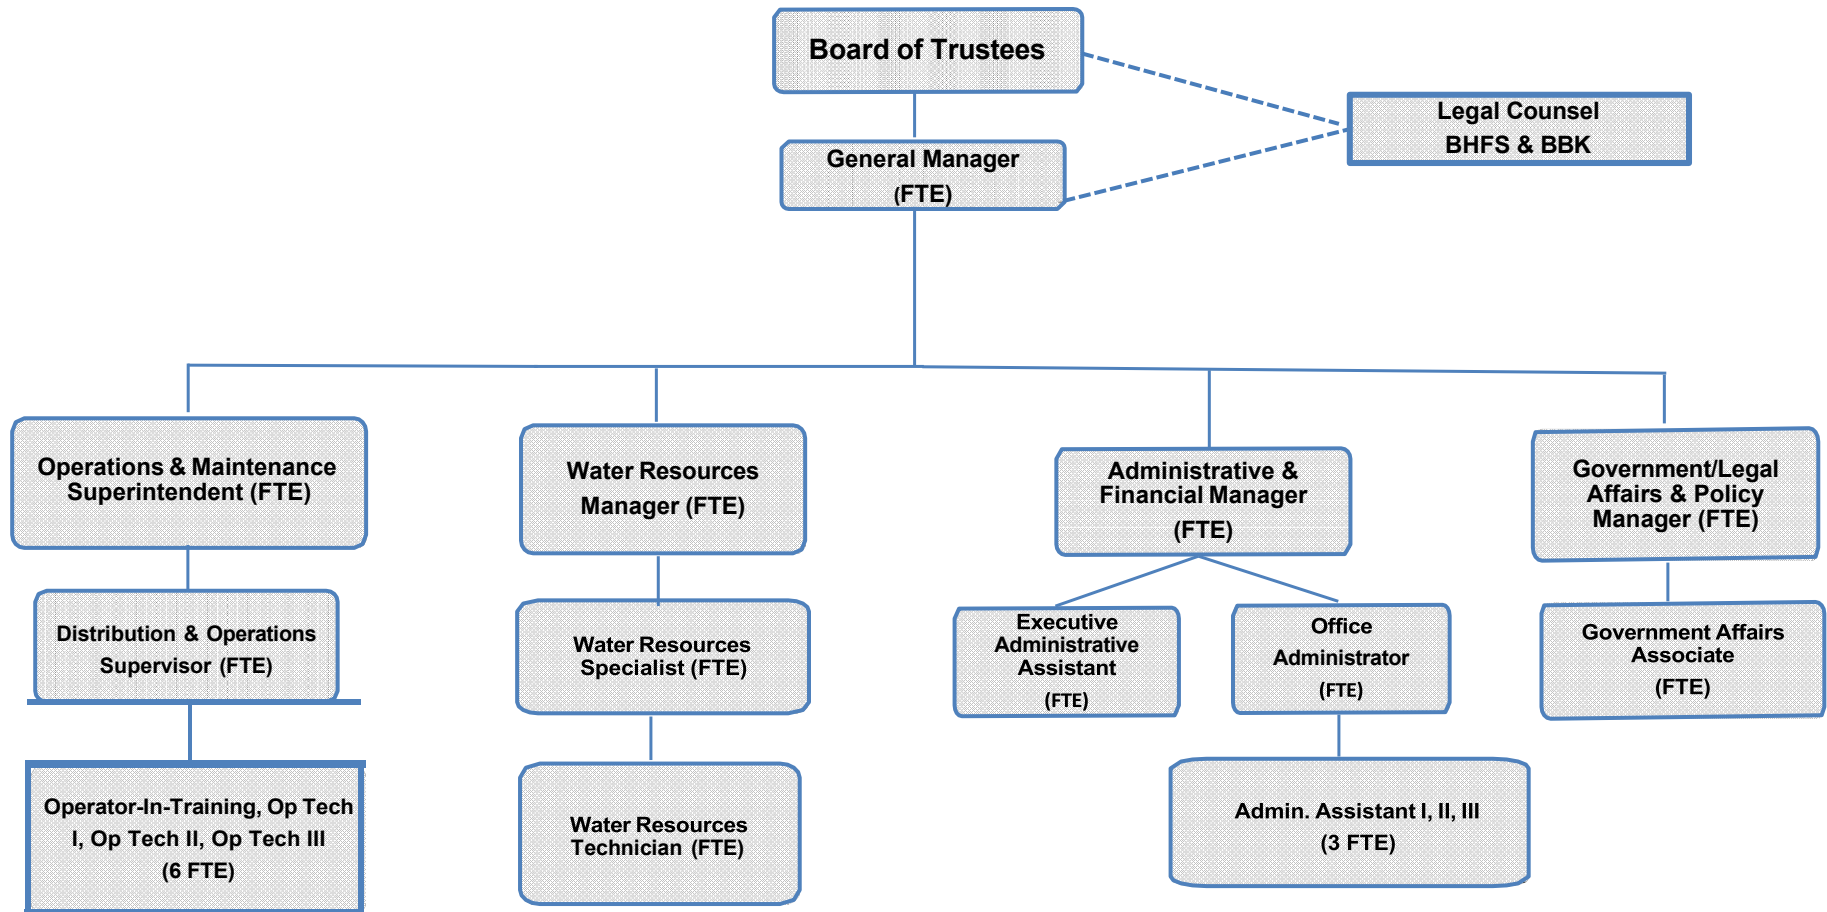 Board of Trustees
Legal Counsel
BHFS & BBK
General Manager
(FTE)
Operations & Maintenance
Superintendent (FTE)
Water Resources
Manager (FTE)
Administrative &
Financial Manager
(FTE)
Government/Legal
Affairs & Policy
Manager (FTE)
Distribution & Operations
Supervisor (FTE)
Water Resources
Specialist (FTE)
Executive
Administrative
Assistant
(FTE)
Office
Administrator
(FTE)
Government Affairs
Associate
(FTE)
Operator-In-Training, Op Tech
I, Op Tech II, Op Tech III
(6 FTE)
Water Resources
Technician (FTE)
Admin. Assistant I, II, III
(3 FTE)